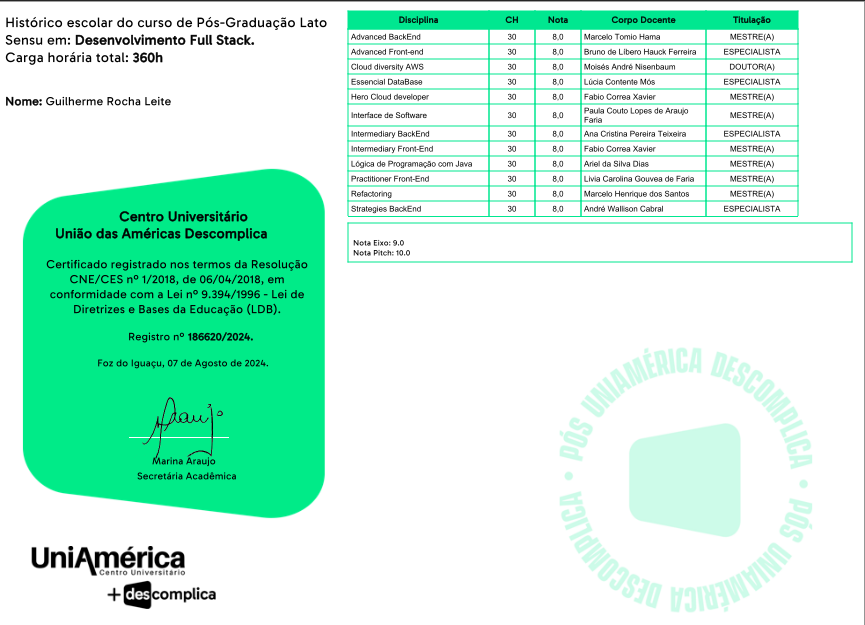 Histórico escolar do curso de Pós-Graduação Lato
Sensu em: Desenvolvimento Full Stack.
Carga horária total: 360h
Nome: Guilherme Rocha Leite
Centro Universitário
União das Américas Descomplica
Certificado registrado nos termos da Resolução
CNE/CES nº 1/2018, de 06/04/2018, em
conformidade com a Lei nº 9.394/1996 - Lei de
Diretrizes e Bases da Educação (LDB).
Registro nº 186620/2024.
Foz do Iguaçu, 07 de Agosto de 2024.
Araujo
Marina Araujo
Secretária Acadêmica
UniAmérica
Centro Universitário
+ descomplica
Disciplina CH Nota Corpo Docente Titulação
Advanced BackEnd 30 8,0 Marcelo Tomio Hama MESTRE(A)
Advanced Front-end 30 8,0 Bruno de Líbero Hauck Ferreira ESPECIALISTA
Cloud diversity AWS 30 8,0 Moisés André Nisenbaum DOUTOR(A)
Essencial DataBase 30 8,0 Lúcia Contente Mós ESPECIALISTA
Hero Cloud developer 30 8,0 Fabio Correa Xavier MESTRE(A)
Interface de Software 30 8,0 Paula Couto Lopes de Araujo
Faria MESTRE(A)
Intermediary BackEnd 30 8,0 Ana Cristina Pereira Teixeira ESPECIALISTA
Intermediary Front-End 30 8,0 Fabio Correa Xavier MESTRE(A)
Lógica de Programação com Java 30 8,0 Ariel da Silva Dias MESTRE(A)
Practitioner Front-End 30 8,0 Livia Carolina Gouvea de Faria MESTRE(A)
Refactoring 30 8,0 Marcelo Henrique dos Santos MESTRE(A)
Strategies BackEnd 30 8,0 André Wallison Cabral ESPECIALISTA
Nota Eixo: 9.0
Nota Pitch: 10.0
PÓS UNIAMÉRICA DESCOMPLICA • PÓS UNIAMÉRICA DESCOMPLICA •